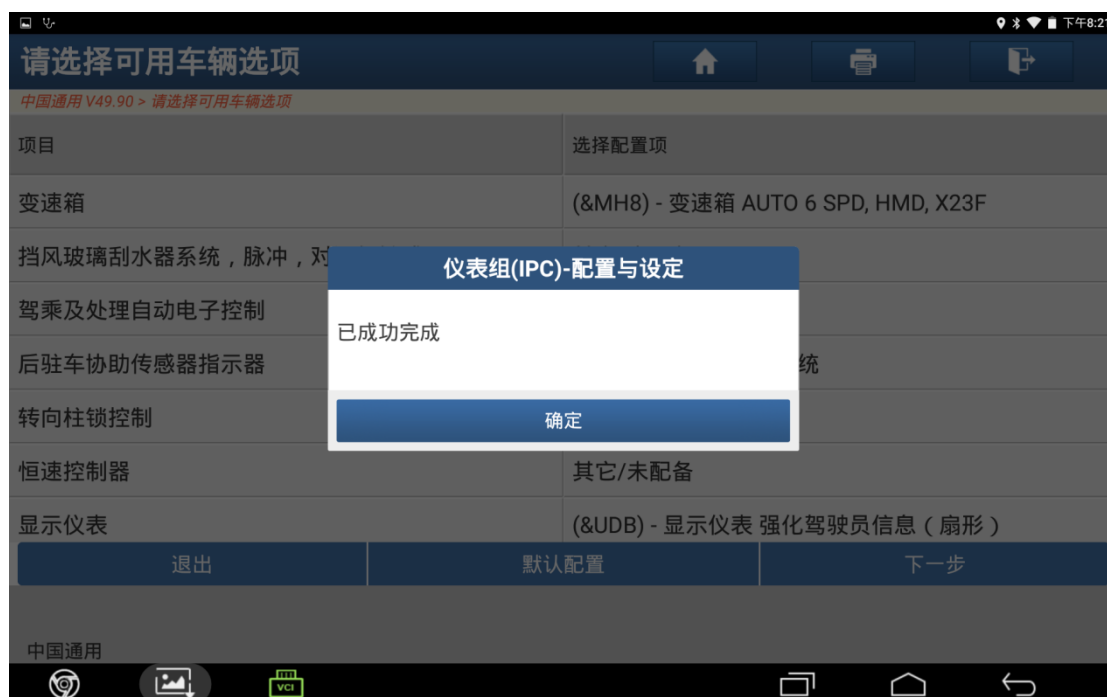 下午8:21
请选择可用车辆选项
中国通用 V49.90 > 请选择可用车辆选项
项目
选择配置项
变速箱
(&MH8) - 变速箱 AUTO 6 SPD, HMD, X23F
挡风玻璃刮水器系统，脉冲，对
仪表组(IPC)-配置与设定
驾乘及处理自动电子控制
已成功完成
后驻车协助传感器指示器
统
转向柱锁控制
确定
恒速控制器
其它/未配备
显示仪表
(&UDB) - 显示仪表 强化驾驶员信息（扇形）
退出
默认配置
下一步
中国通用
VCI